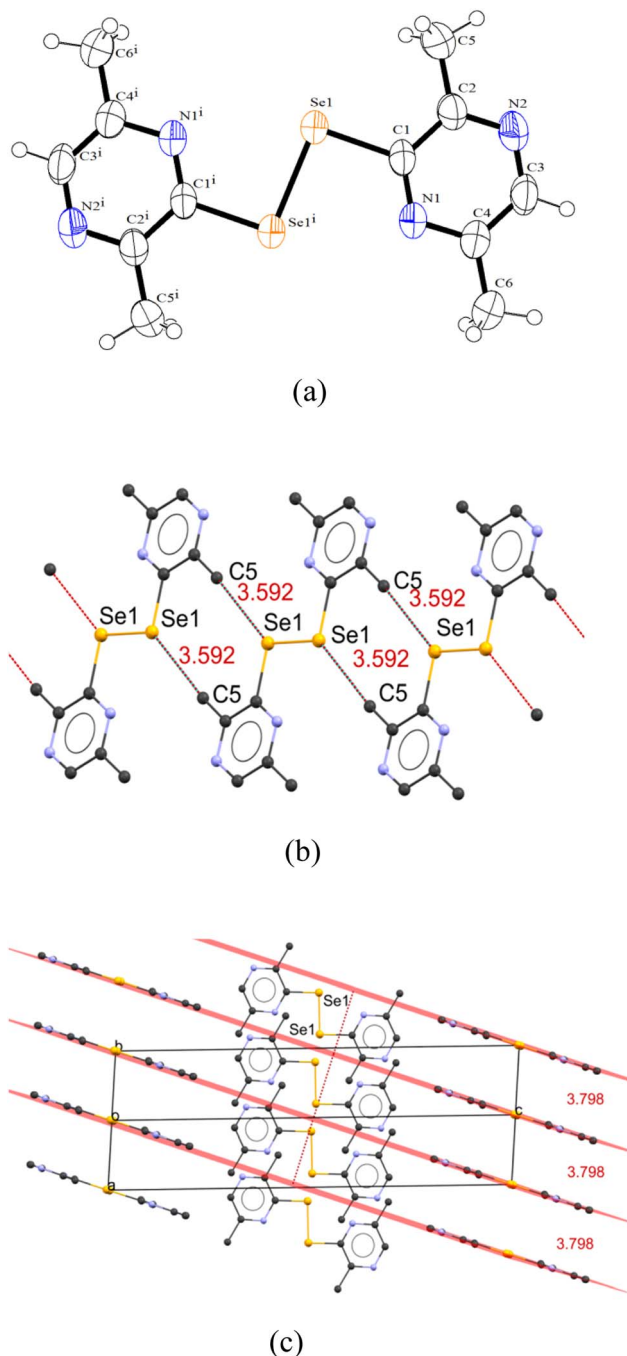 C6i C5
C4i N1i Se1 C2 N2
C3i C1i C1 C3
N2i C2i Se1i N1 C4
C5i C6
(a)
C5 C5
Se1 Se1 3.592 Se1 3.592 Se1
3.592 Se1 3.592
C5 C5
(b)
Se1
Se1
b
3.798
o c
3.798
a
3.798
(c)